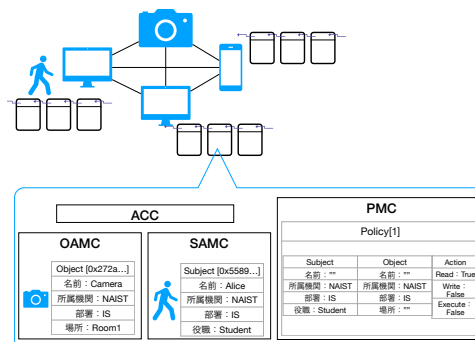 ACC
OAMC
Object [0x272a...]
名前：Camera
所属機関：NAIST
部署：IS
場所：Room1
SAMC
Subject [0x5589...]
名前：Alice
所属機関：NAIST
部署：IS
役職：Student
PMC
Policy[1]
Subject Object Action
名前："" 名前："" Read：True
所属機関：NAIST 所属機関：NAIST Write：
False
部署：IS 部署：IS Execute：
False
役職：Student 場所：""